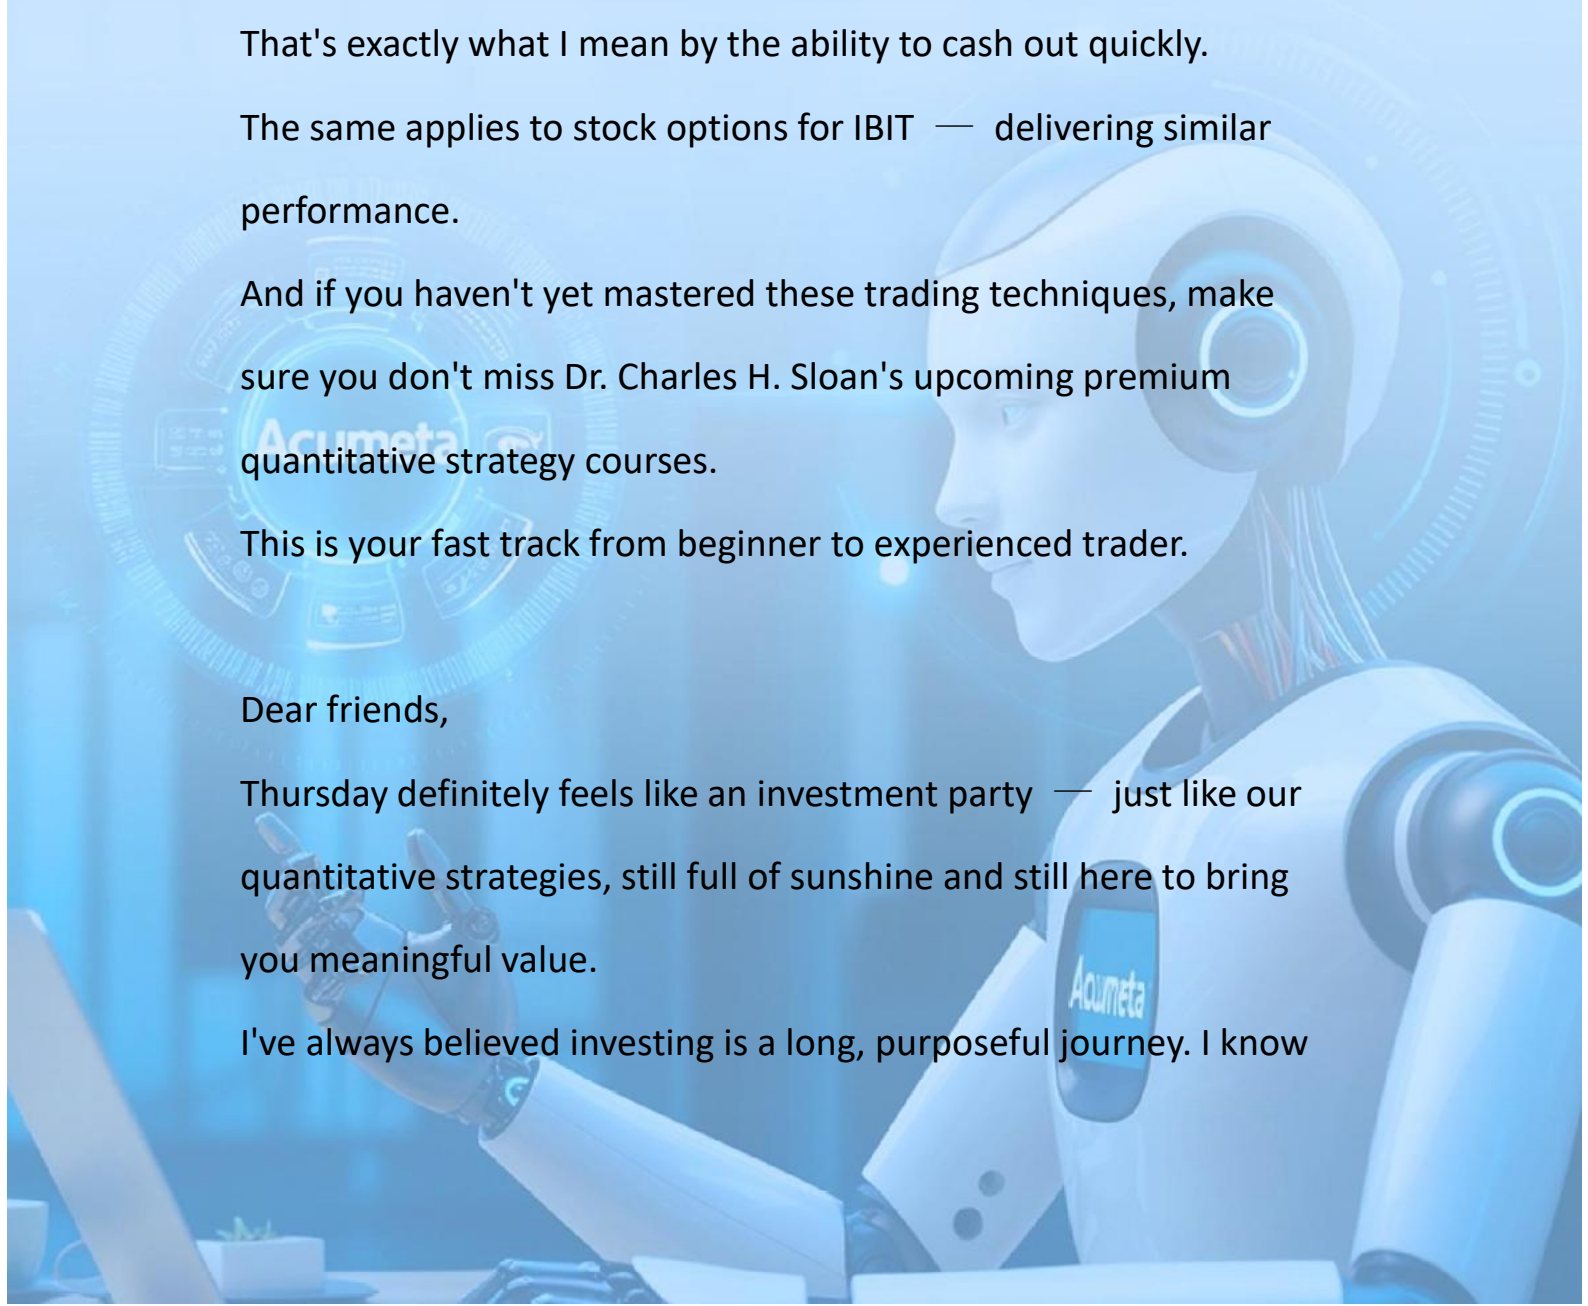 That's exactly what I mean by the ability to cash out quickly.
The same applies to stock options for IBIT — delivering similar
performance.
And if you haven't yet mastered these trading techniques, make
sure you don't miss Dr. Charles H. Sloan's upcoming premium
Acumeta
quantitative strategy courses.
This is your fast track from beginner to experienced trader.
Dear friends,
Thursday definitely feels like an investment party — just like our
quantitative strategies, still full of sunshine and still here to bring
you meaningful value.
Acumeta
I've always believed investing is a long, purposeful journey. I know